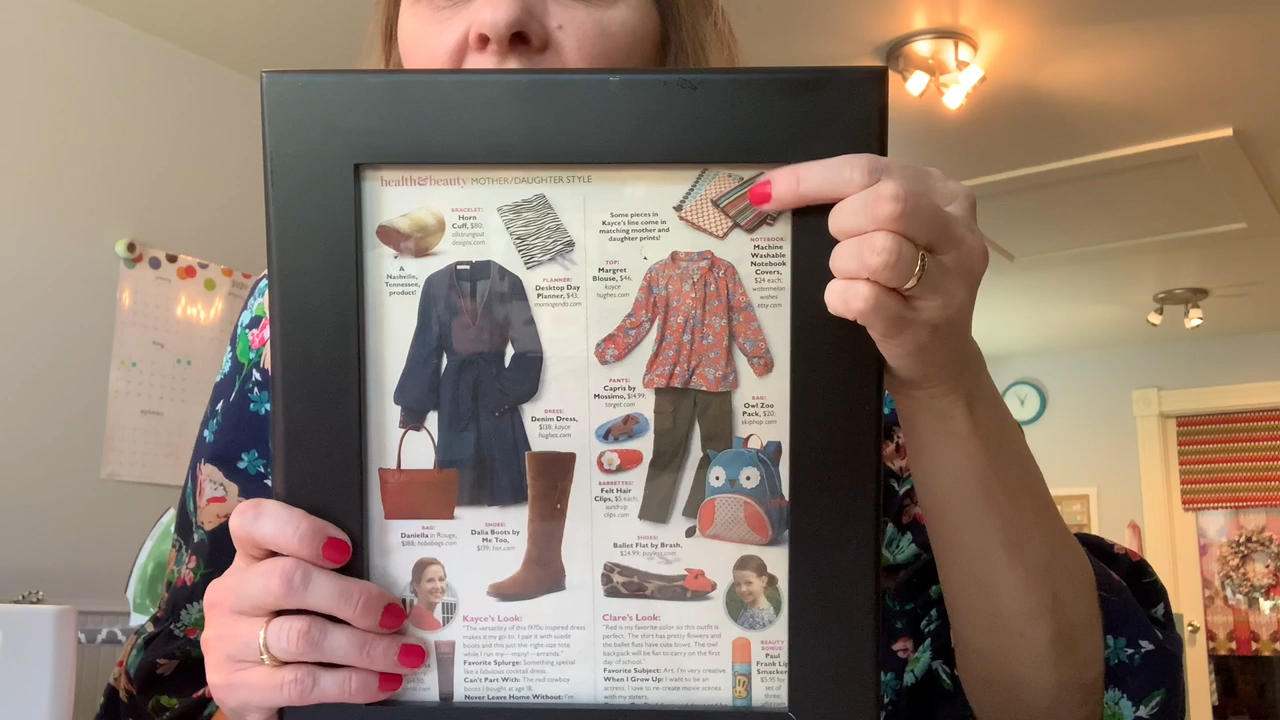 health&beauty MOTHER/DAUGHTER STYLE
BRACELET:
Horn
Cuff, $80;
allstrungout
designs.com
A
Nashville,
Tennessee,
product!
PLANNER:
Desktop Day
Planner, $43;
momagenda.com
DRESS:
Denim Dress,
$138; kayce
hughes.com
BAG:
Daniella in Rouge,
$188; hobobags.com
SHOES:
Dalia Boots by
Me Too,
$139; hsn.com
Kayce's Look:
"The versatility of this 1970s inspired dress
makes it my go-to. I pair it with suede
boots and this just-the-right-size tote
while I run my—many!—errands."
Favorite Splurge: Something special
like a fabulous cocktail dress.
Can't Part With: The red cowboy
boots I bought at age 18.
Never Leave Home Without: I'm
Some pieces in
Kayce's line come in
matching mother and
daughter prints!
NOTEBOOK:
Machine
Washable
Notebook
Covers,
$24 each;
watermelon
wishes
.etsy.com
TOP:
Margret
Blouse, $46;
kayce
hughes.com
PANTS:
Capris by
Mossimo, $14.99;
target.com
BAG:
Owl Zoo
Pack, $20;
skiphop.com
BARRETTES:
Felt Hair
Clips, $5 each;
sundrop
clips.com
SHOES:
Ballet Flat by Brash,
$24.99; payless.com
Clare's Look:
"Red is my favorite color so this outfit is
perfect. The shirt has pretty flowers and
the ballet flats have cute bows. The owl
backpack will be fun to carry on the first
day of school."
Favorite Subject: Art. I'm very creative.
When I Grow Up: I want to be an
actress. I love to re-create movie scenes
with my sisters.
BEAUTY
BONUS:
Paul
Frank Lip
Smacker,
$5.95 for
set of
three;